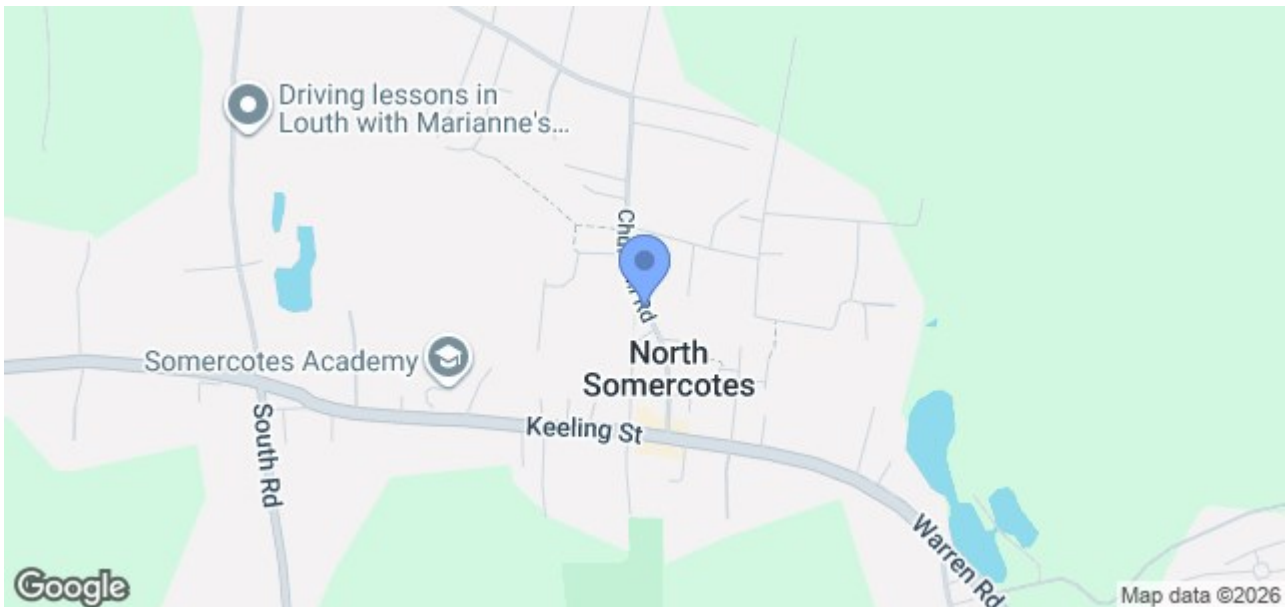 Driving lessons in
Louth with Marianne's...
Rd
Somercotes Academy
North
Somercotes
Keeling St
South Rd
Warren Rd
Google
Map data ©2026